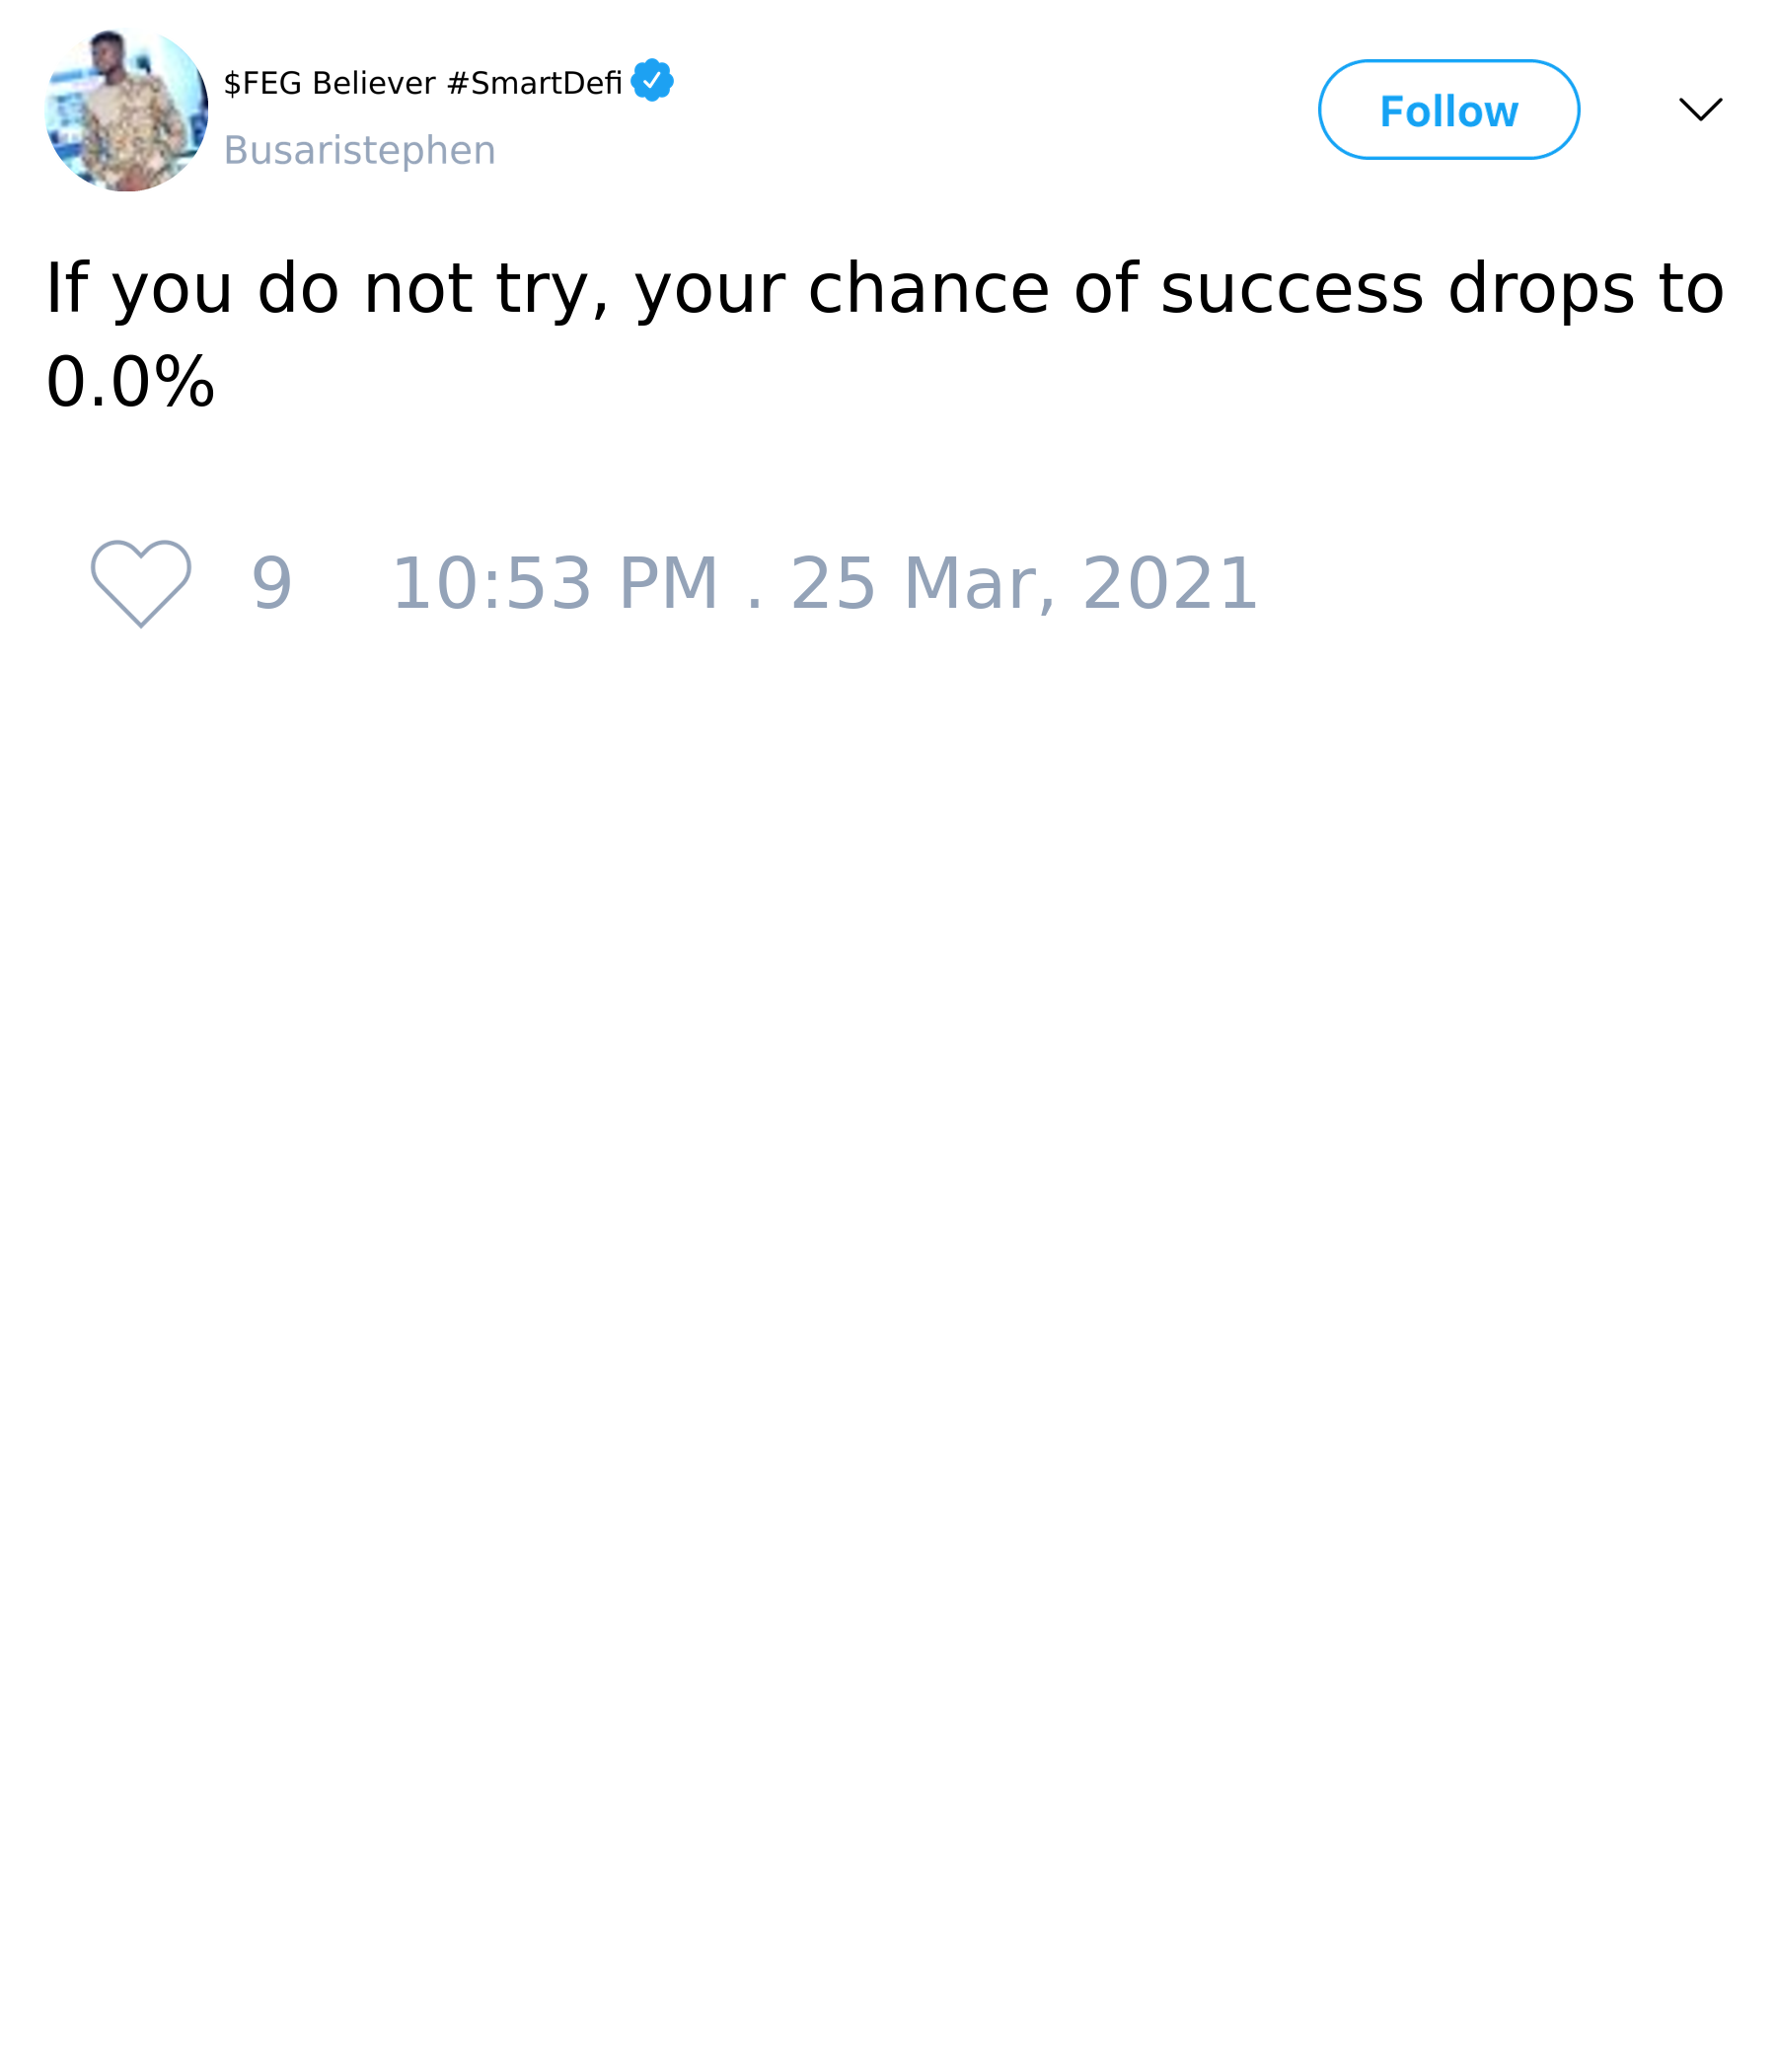 $FEG Believer #SmartDefi
Busaristephen
Follow
If you do not try, your chance of success drops to
0.0%
9 10:53 PM . 25 Mar, 2021